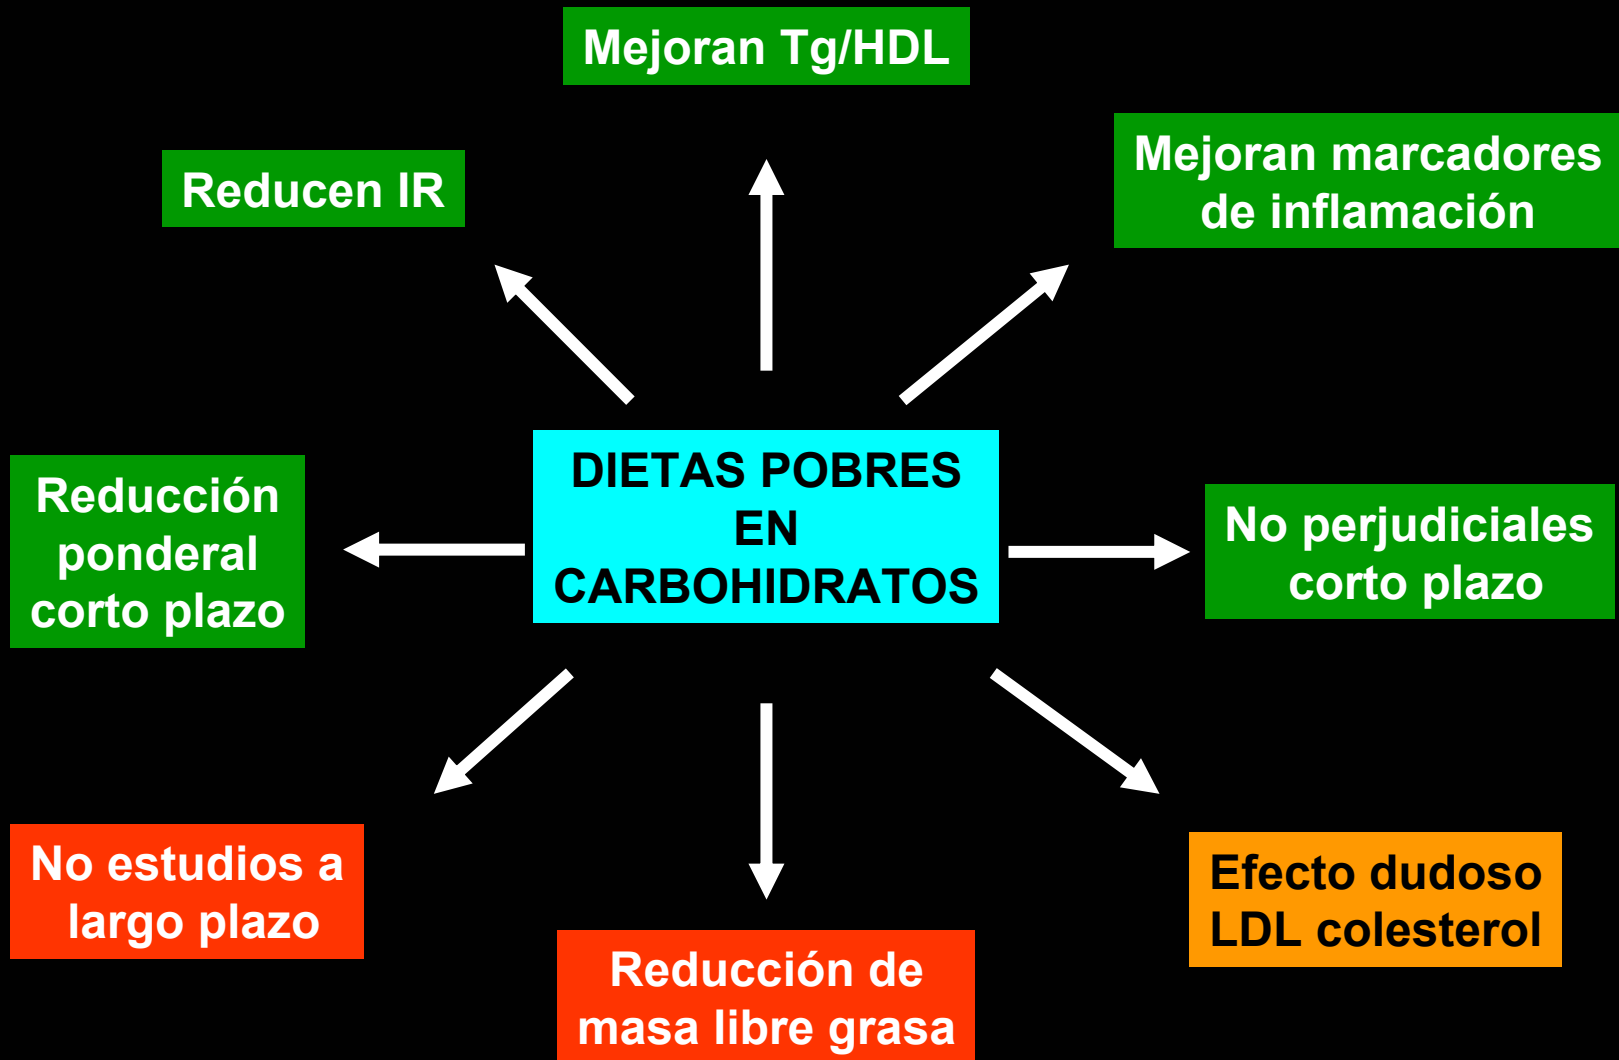 Mejoran Tg/HDL
Mejoran marcadores
de inflamación
Reducen IR
DIETAS POBRES
EN
CARBOHIDRATOS
Reducción
ponderal
corto plazo
No perjudiciales
corto plazo
No estudios a
largo plazo
Efecto dudoso
LDL colesterol
Reducción de
masa libre grasa